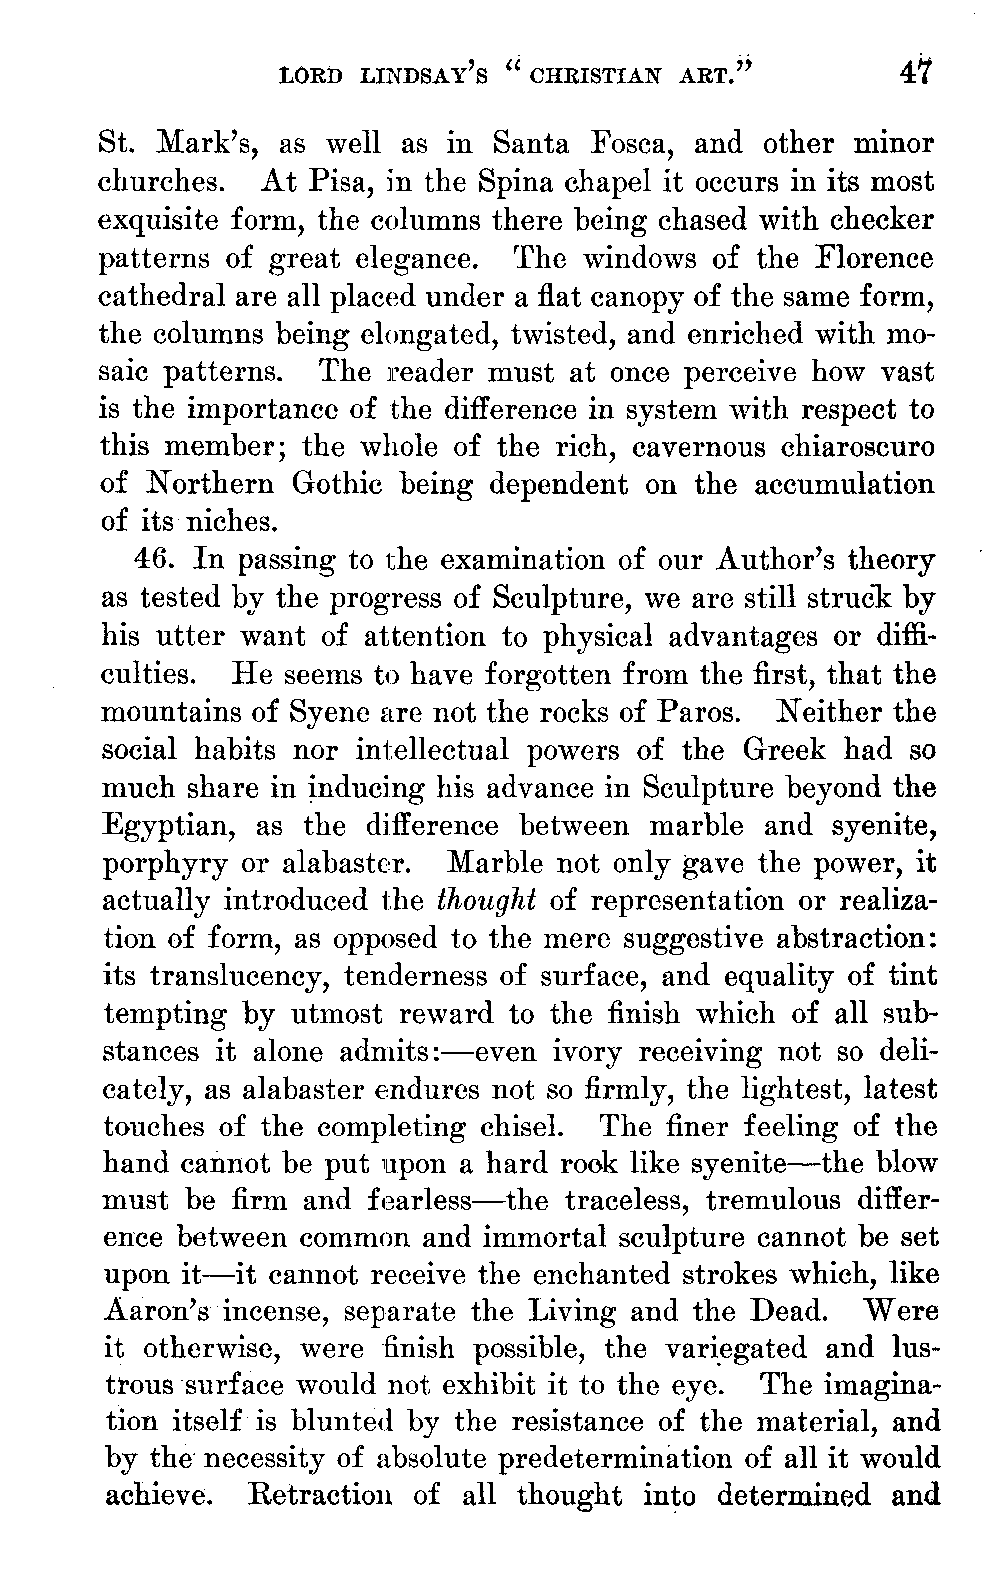 LORD LINDSAY'S "CHRISTIAN ART." 47
St. Mark's, as well as in Santa Fosca, and other minor
churches. At Pisa, in the Spina chapel it occurs in its most
exquisite form, the columns there being chased with checker
patterns of great elegance. The windows of the Florence
cathedral are all placed under a flat canopy of the same form,
the columns being elongated, twisted, and enriched with mo-
saic patterns. The reader must at once perceive how vast
is the importance of the difference in system with respect to
this member; the whole of the rich, cavernous chiaroscuro
of Northern Gothic being dependent on the accumulation
of its niches.
46. In passing to the examination of our Author's theory
as tested by the progress of Sculpture, we are still struck by
his utter want of attention to physical advantages or diffi-
culties. He seems to have forgotten from the first, that the
mountains of Syene are not the rocks of Paros. Neither the
social habits nor intellectual powers of the Greek had so
much share in inducing his advance in Sculpture beyond the
Egyptian, as the difference between marble and syenite,
porphyry or alabaster. Marble not only gave the power, it
actually introduced the thought of representation or realiza-
tion of form, as opposed to the mere suggestive abstraction:
its translucency, tenderness of surface, and equality of tint
tempting by utmost reward to the finish which of all sub-
stances it alone admits:—even ivory receiving not so deli-
cately, as alabaster endures not so firmly, the lightest, latest
touches of the completing chisel. The finer feeling of the
hand cannot be put upon a hard rock like syenite—the blow
must be firm and fearless—the traceless, tremulous differ-
ence between common and immortal sculpture cannot be set
upon it—it cannot receive the enchanted strokes which, like
Aaron's incense, separate the Living and the Dead. Were
it otherwise, were finish possible, the variegated and lus-
trous surface would not exhibit it to the eye. The imagina-
tion itself is blunted by the resistance of the material, and
by the necessity of absolute predetermination of all it would
achieve. Retraction of all thought into determined and